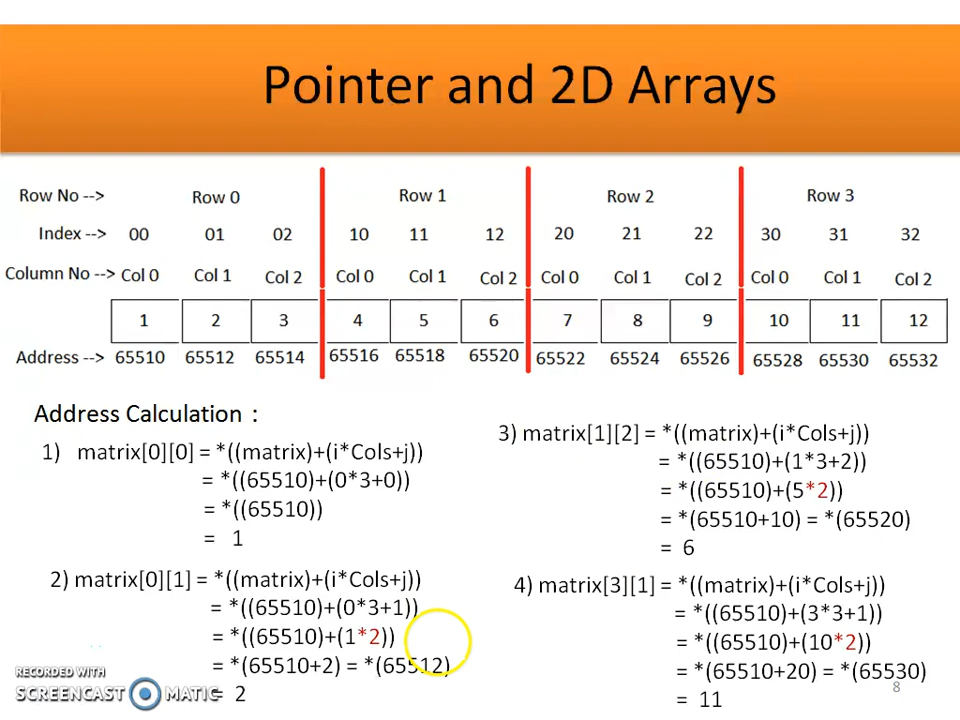 Pointer and 2D Arrays
Row No --> Row 0 Row 1 Row 2 Row 3
Index --> 00 01 02 10 11 12 20 21 22 30 31 32
Column No --> Col 0 Col 1 Col 2 Col 0 Col 1 Col 2 Col 0 Col 1 Col 2 Col 0 Col 1 Col 2
1 2 3 4 5 6 7 8 9 10 11 12
Address --> 65510 65512 65514 65516 65518 65520 65522 65524 65526 65528 65530 65532
Address Calculation :
1) matrix[0][0] = *((matrix)+(i*Cols+j))
= *((65510)+(0*3+0))
= *((65510))
= 1
2) matrix[0][1] = *((matrix)+(i*Cols+j))
= *((65510)+(0*3+1))
= *((65510)+(1*2))
= *(65510+2) = *(65512)
= 2
3) matrix[1][2] = *((matrix)+(i*Cols+j))
= *((65510)+(1*3+2))
= *((65510)+(5*2))
= *(65510+10) = *(65520)
= 6
4) matrix[3][1] = *((matrix)+(i*Cols+j))
= *((65510)+(3*3+1))
= *((65510)+(10*2))
= *(65510+20) = *(65530)
= 11
8
RECORDED WITH
SCREENCAST MATIC